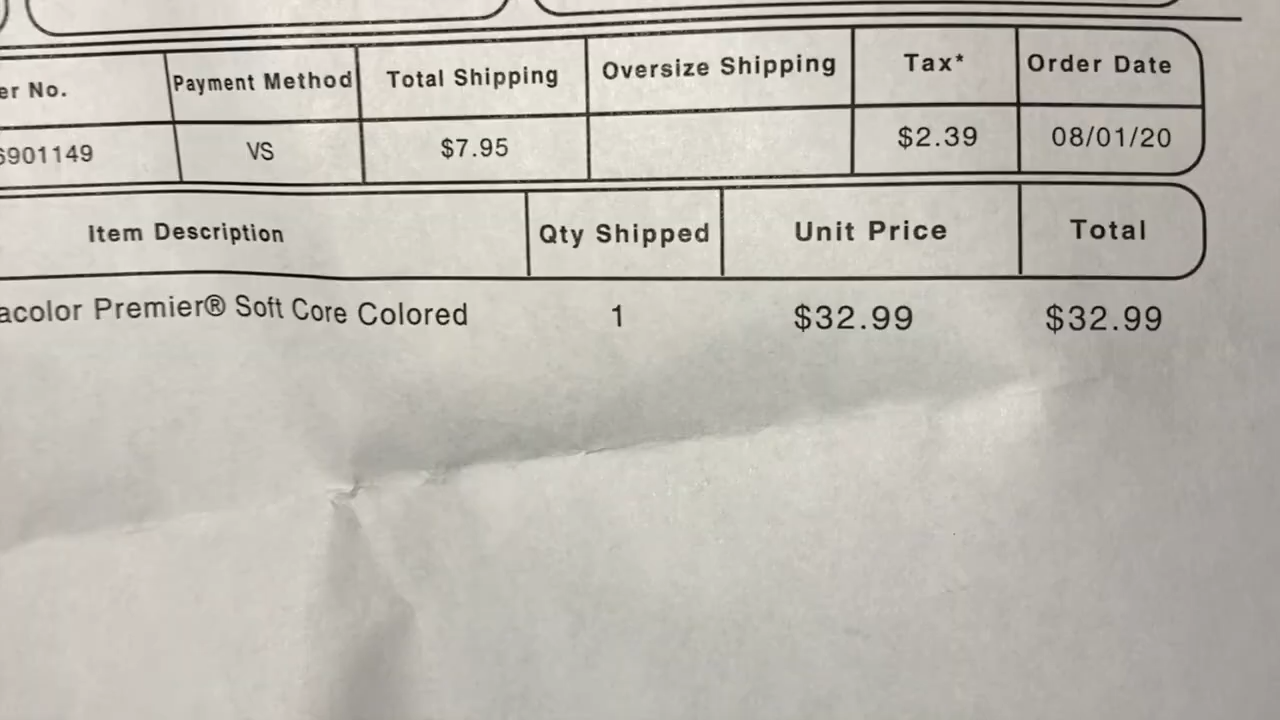 er No. Payment Method Total Shipping Oversize Shipping Tax* Order Date
6901149 VS $7.95 $2.39 08/01/20
Item Description Qty Shipped Unit Price Total
acolor Premier® Soft Core Colored 1 $32.99 $32.99